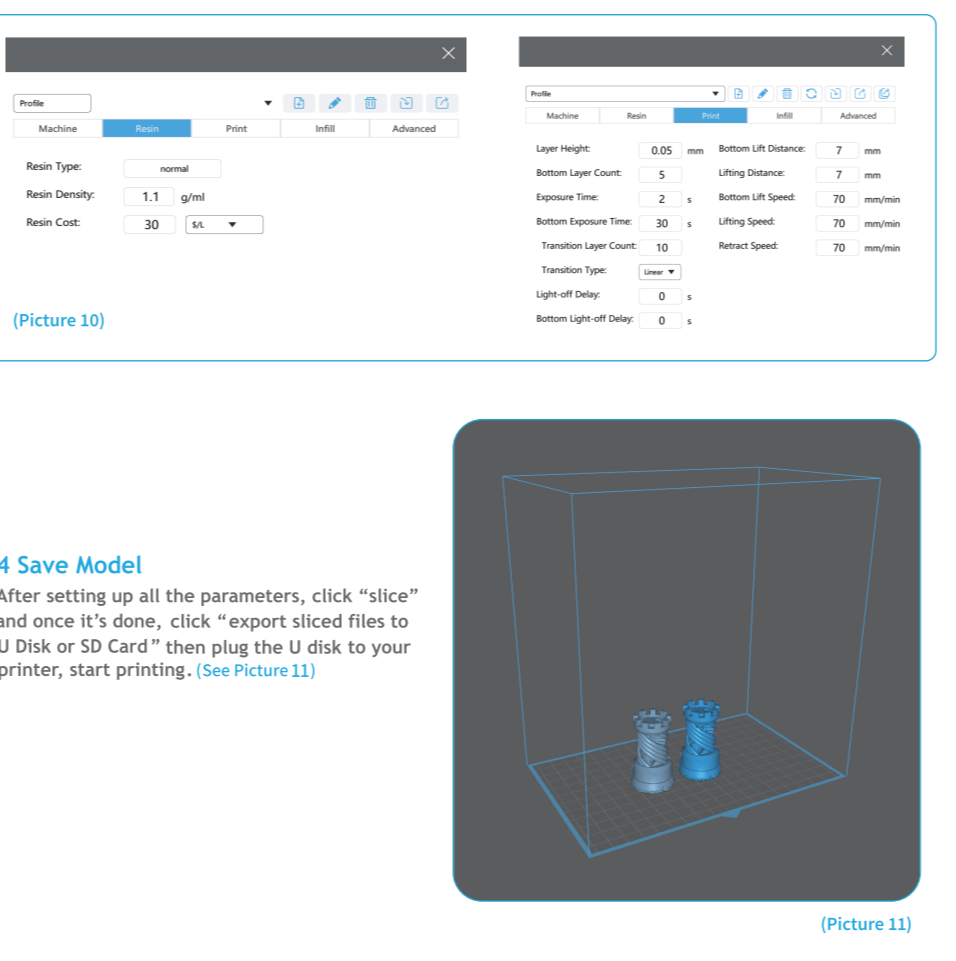 Profile
Machine Resin Print Infill Advanced
Resin Type: normal
Resin Density: 1.1 g/ml
Resin Cost: 30 $/L
(Picture 10)
Profile
Machine Resin Print Infill Advanced
Layer Height: 0.05 mm Bottom Lift Distance: 7 mm
Bottom Layer Count: 5 Lifting Distance: 7 mm
Exposure Time: 2 s Bottom Lift Speed: 70 mm/min
Bottom Exposure Time: 30 s Lifting Speed: 70 mm/min
Transition Layer Count: 10 Retract Speed: 70 mm/min
Transition Type: Linear
Light-off Delay: 0 s
Bottom Light-off Delay: 0 s
4 Save Model
After setting up all the parameters, click “slice”
and once it’s done, click “export sliced files to
U Disk or SD Card” then plug the U disk to your
printer, start printing. (See Picture 11)
(Picture 11)